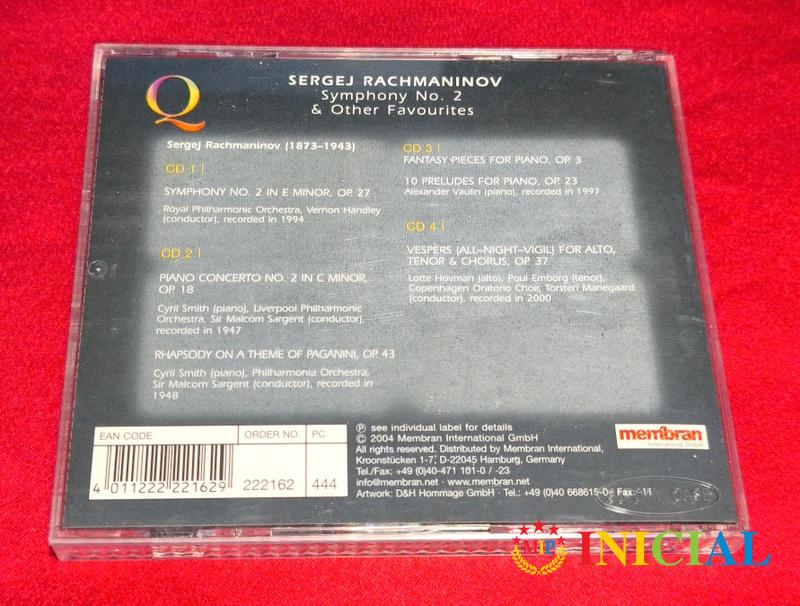 Q
SERGEJ RACHMANINOV
Symphony No. 2
& Other Favourites
Sergej Rachmaninov (1873–1943)
CD 1 |
SYMPHONY NO. 2 IN E MINOR, OP. 27
Royal Philharmonic Orchestra, Vernon Handley
(conductor), recorded in 1994
CD 2 |
PIANO CONCERTO NO. 2 IN C MINOR,
OP. 18
Cyril Smith (piano), Liverpool Philharmonic
Orchestra, Sir Malcom Sargent (conductor),
recorded in 1947
RHAPSODY ON A THEME OF PAGANINI, OP. 43
Cyril Smith (piano), Philharmonia Orchestra,
Sir Malcom Sargent (conductor), recorded in
1948
CD 3 |
FANTASY PIECES FOR PIANO, OP. 3
10 PRELUDES FOR PIANO, OP. 23
Alexander Vaulin (piano), recorded in 1997
CD 4 |
VESPERS (ALL–NIGHT–VIGIL) FOR ALTO,
TENOR & CHORUS, OP. 37
Lotte Hovman (alto), Poul Emborg (tenor),
Copenhagen Oratorio Choir, Torsten Mariegaard
(conductor), recorded in 2000
EAN CODE
ORDER NO.
PC
4 011222 221629
222162
444
Ⓟ see individual label for details
© 2004 Membran International GmbH
All rights reserved. Distributed by Membran International,
Kroonstücken 1-7; D-22045 Hamburg, Germany
Tel./Fax: +49 (0)40-471 101-0 / -23
info@membran.net · www.membran.net
Artwork: D&H Hommage GmbH · Tel.: +49 (0)40 668615-0 Fax:
membran
International GmbH
VIP
INICIAL